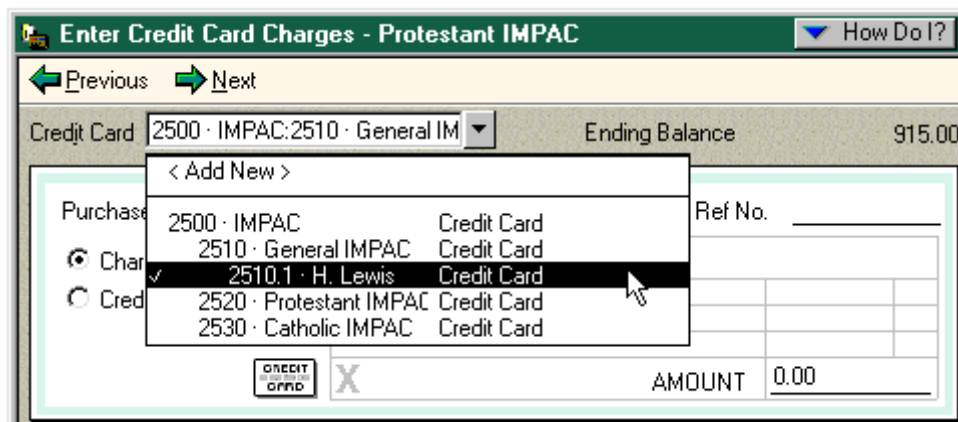 Enter Credit Card Charges - Protestant IMPAC How Do I?
Previous Next
Credit Card 2500 · IMPAC:2510 · General IM Ending Balance 915.00
< Add New >
Purchase 2500 · IMPAC Credit Card Ref No.
2510 · General IMPAC Credit Card
Char 2510.1 · H. Lewis Credit Card
Cred 2520 · Protestant IMPAC Credit Card
2530 · Catholic IMPAC Credit Card
CREDIT
CARD X AMOUNT 0.00